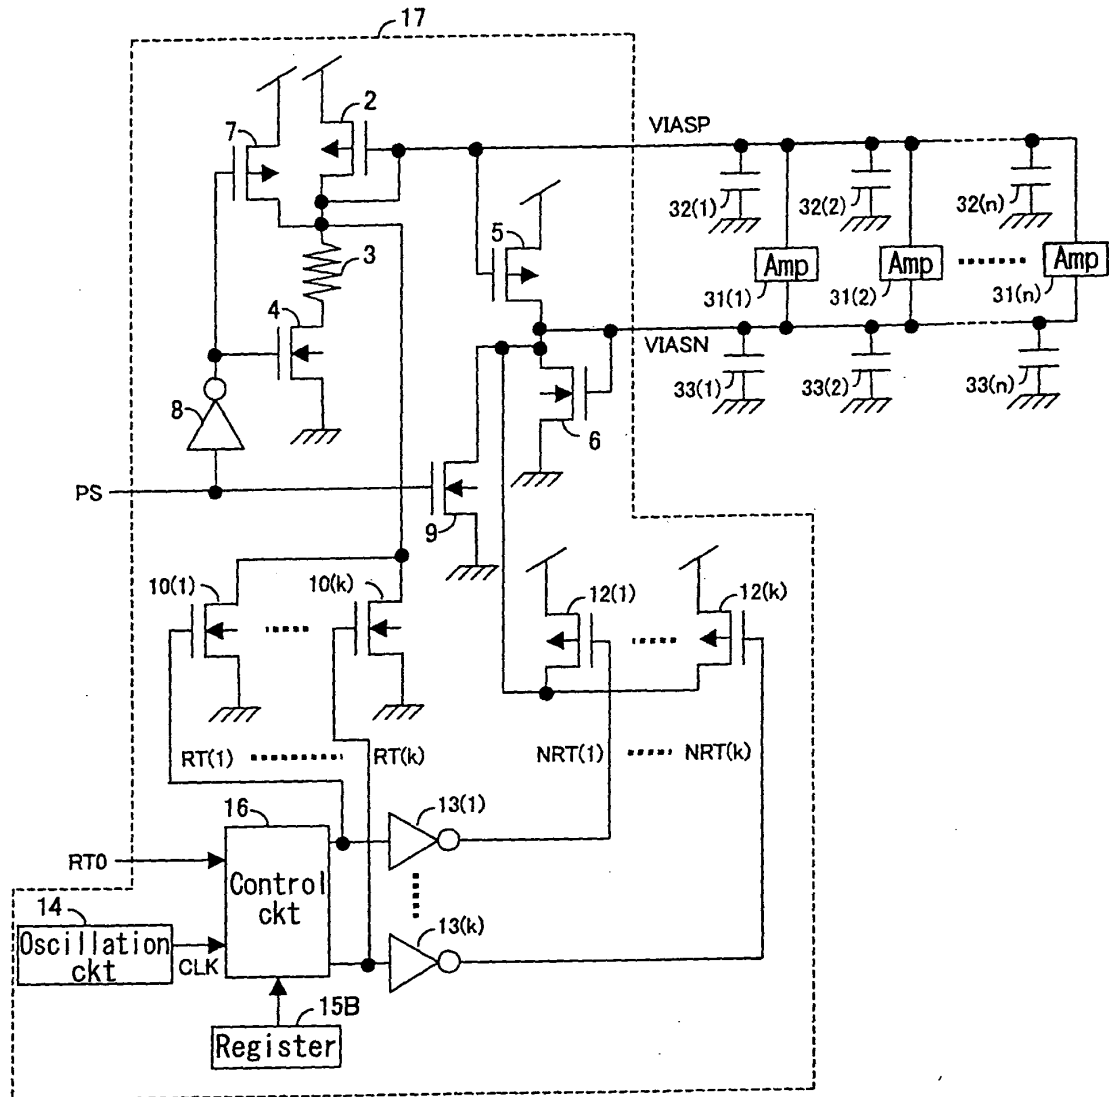 17
2
7
VIASP
32(1)
32(2)
32(n)
5
3
Amp
Amp
Amp
31(1)
31(2)
31(n)
4
VIASN
8
33(1)
33(2)
33(n)
6
PS
9
10(1)
10(k)
12(1)
12(k)
RT(1)
RT(k)
NRT(1)
NRT(k)
16
13(1)
RT0
Control
ckt
14
13(k)
Oscillation
ckt
CLK
15B
Register